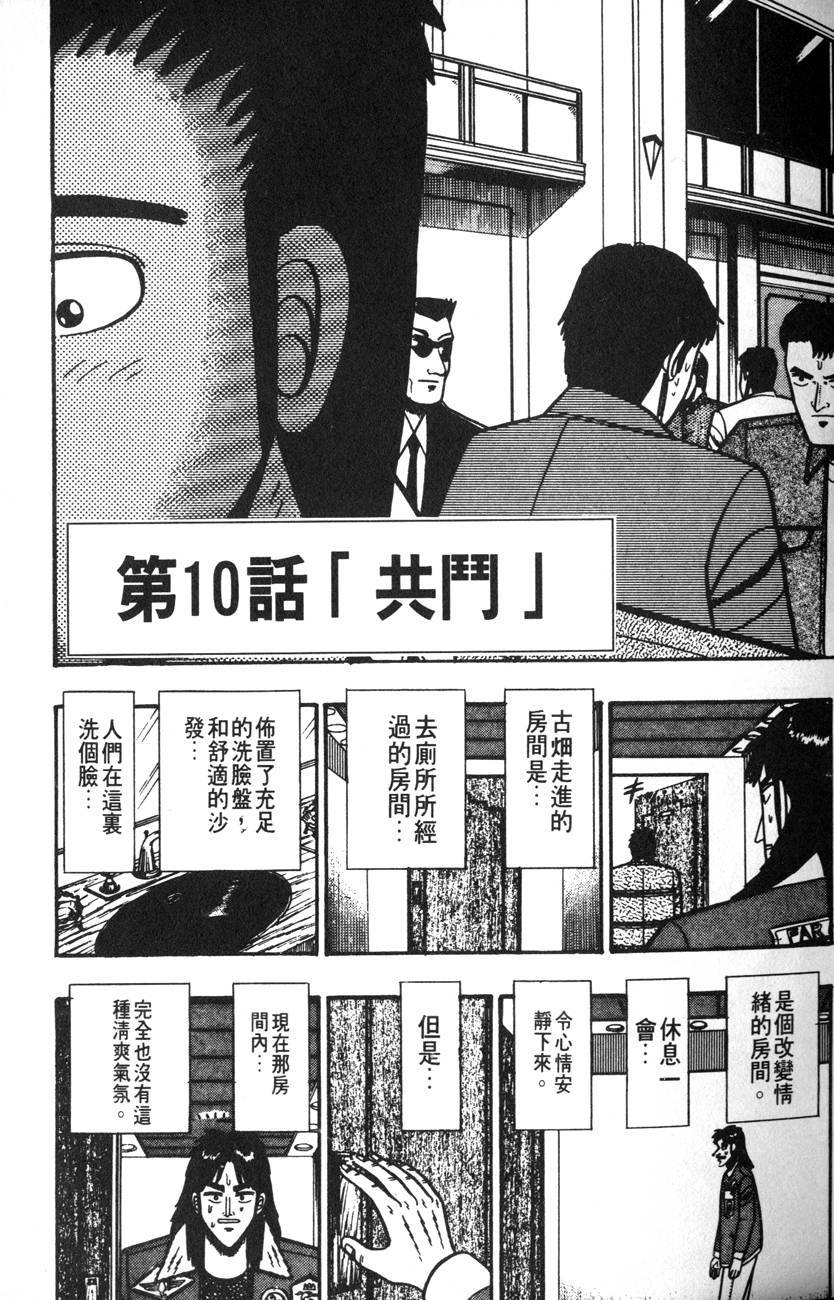 第10話「共鬥」
古畑走進的
房間是…
去廁所所經
過的房間…
佈置了充足
的洗臉盤，
和舒適的沙
發…
人們在這裏
洗個臉…
PAR
是個改變情
緒的房間。
休息一
會…
令心情安
靜下來。
但是…
現在那房
間內…
完全也沒有這
種清爽氣氛。